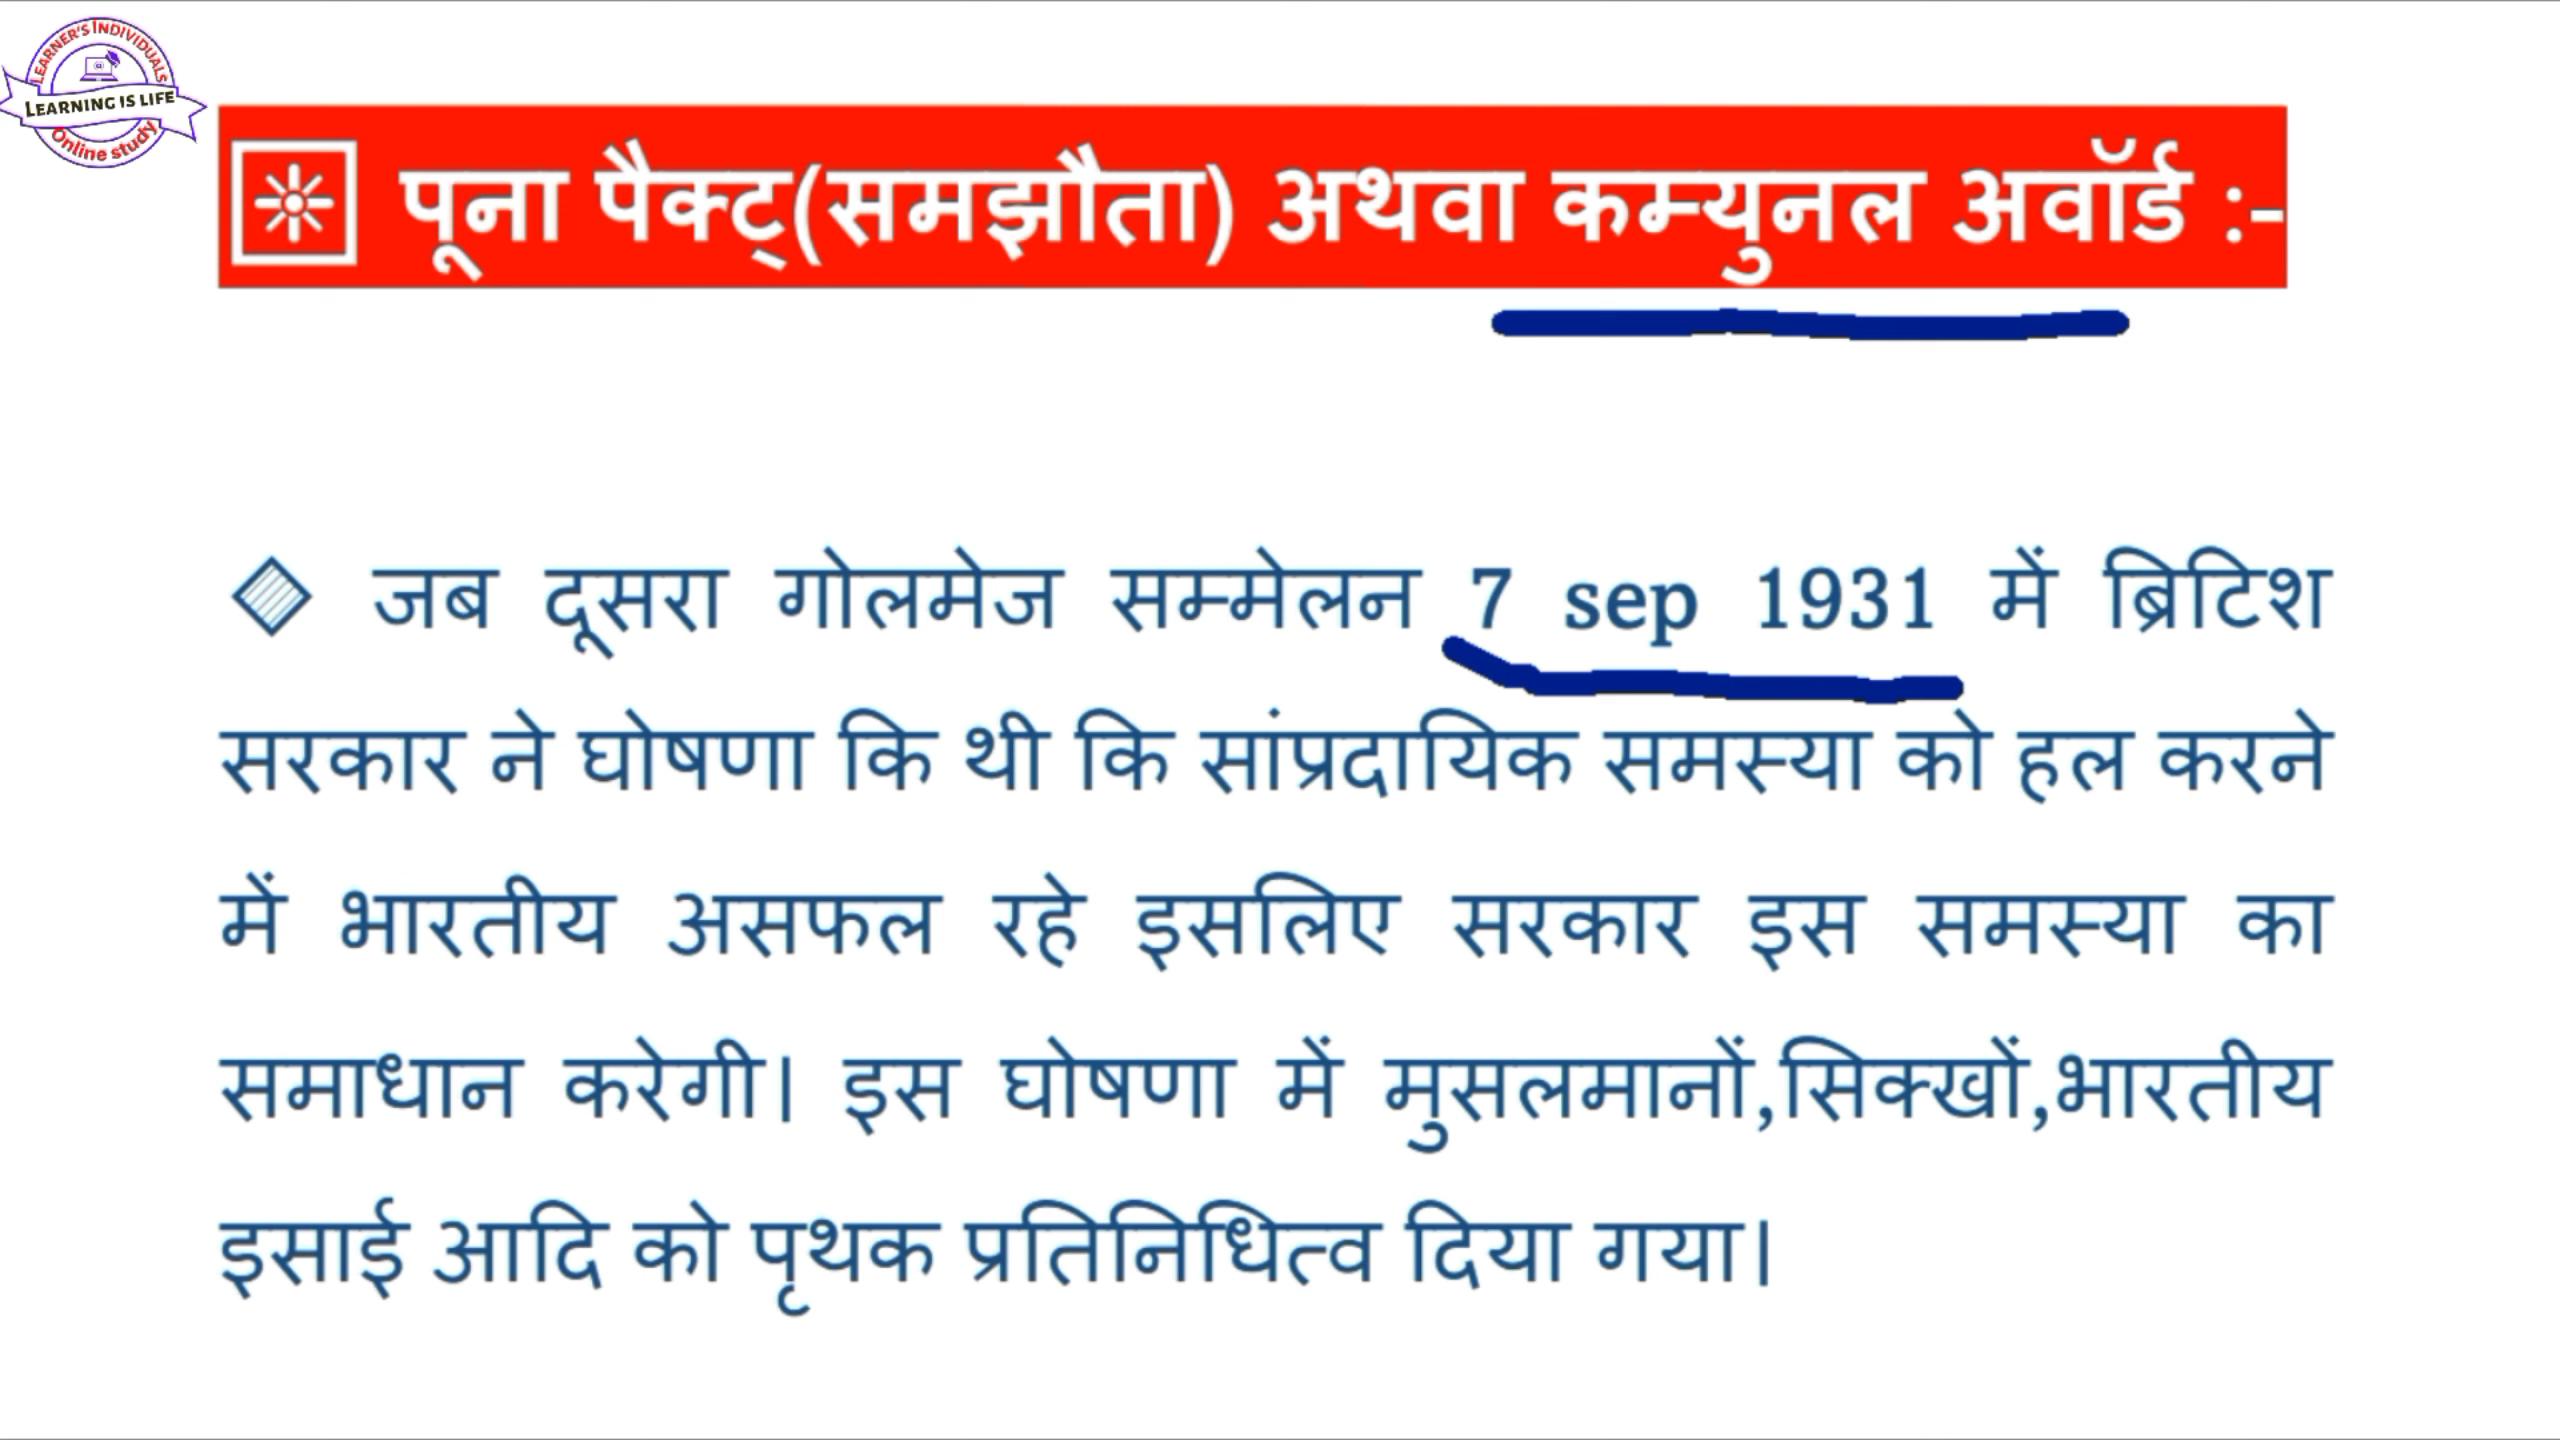 LEARNER'S INDIVIDUALS
LEARNING IS LIFE
Online study
पूना पैक्ट्(समझौता) अथवा कम्युनल अवॉर्ड :-
जब दूसरा गोलमेज सम्मेलन 7 sep 1931 में ब्रिटिश
सरकार ने घोषणा कि थी कि सांप्रदायिक समस्या को हल करने
में भारतीय असफल रहे इसलिए सरकार इस समस्या का
समाधान करेगी। इस घोषणा में मुसलमानों,सिक्खों,भारतीय
इसाई आदि को पृथक प्रतिनिधित्व दिया गया।